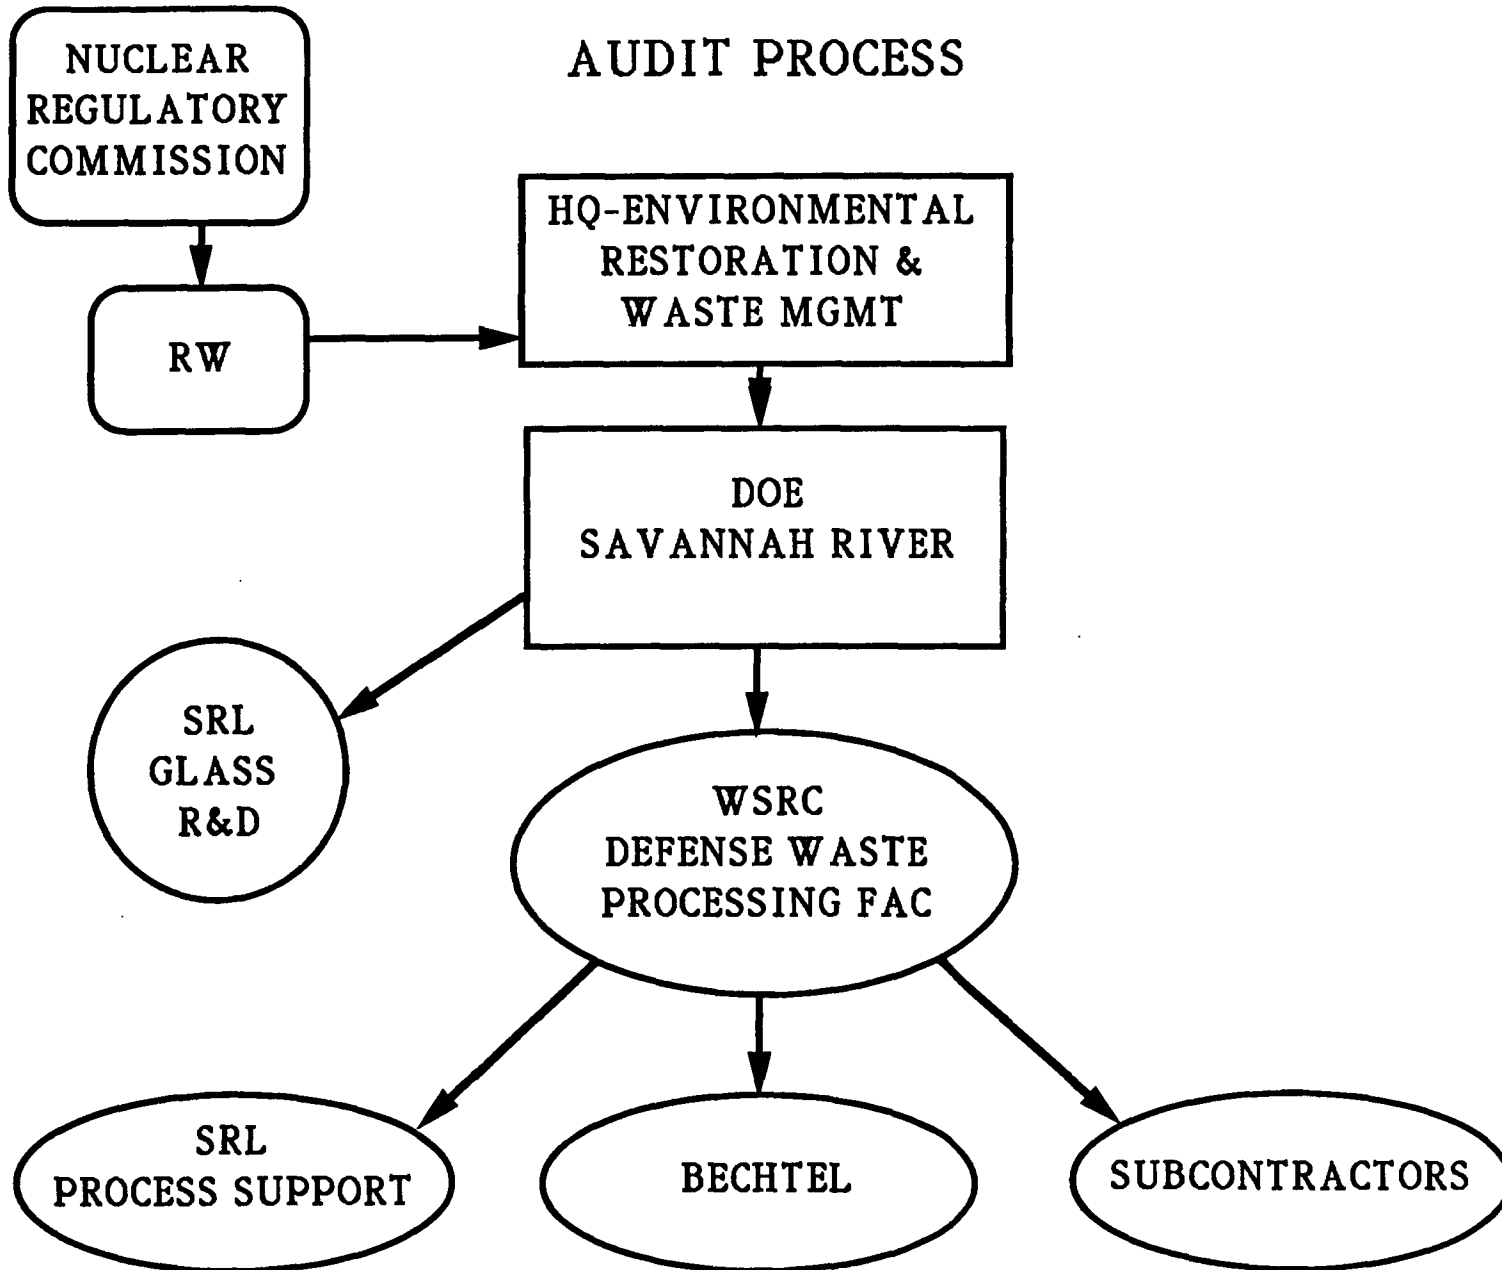 AUDIT PROCESS
NUCLEAR
REGULATORY
COMMISSION
HQ-ENVIRONMENTAL
RESTORATION &
WASTE MGMT
RW
DOE
SAVANNAH RIVER
SRL
GLASS
R&D
WSRC
DEFENSE WASTE
PROCESSING FAC
SRL
PROCESS SUPPORT
BECHTEL
SUBCONTRACTORS